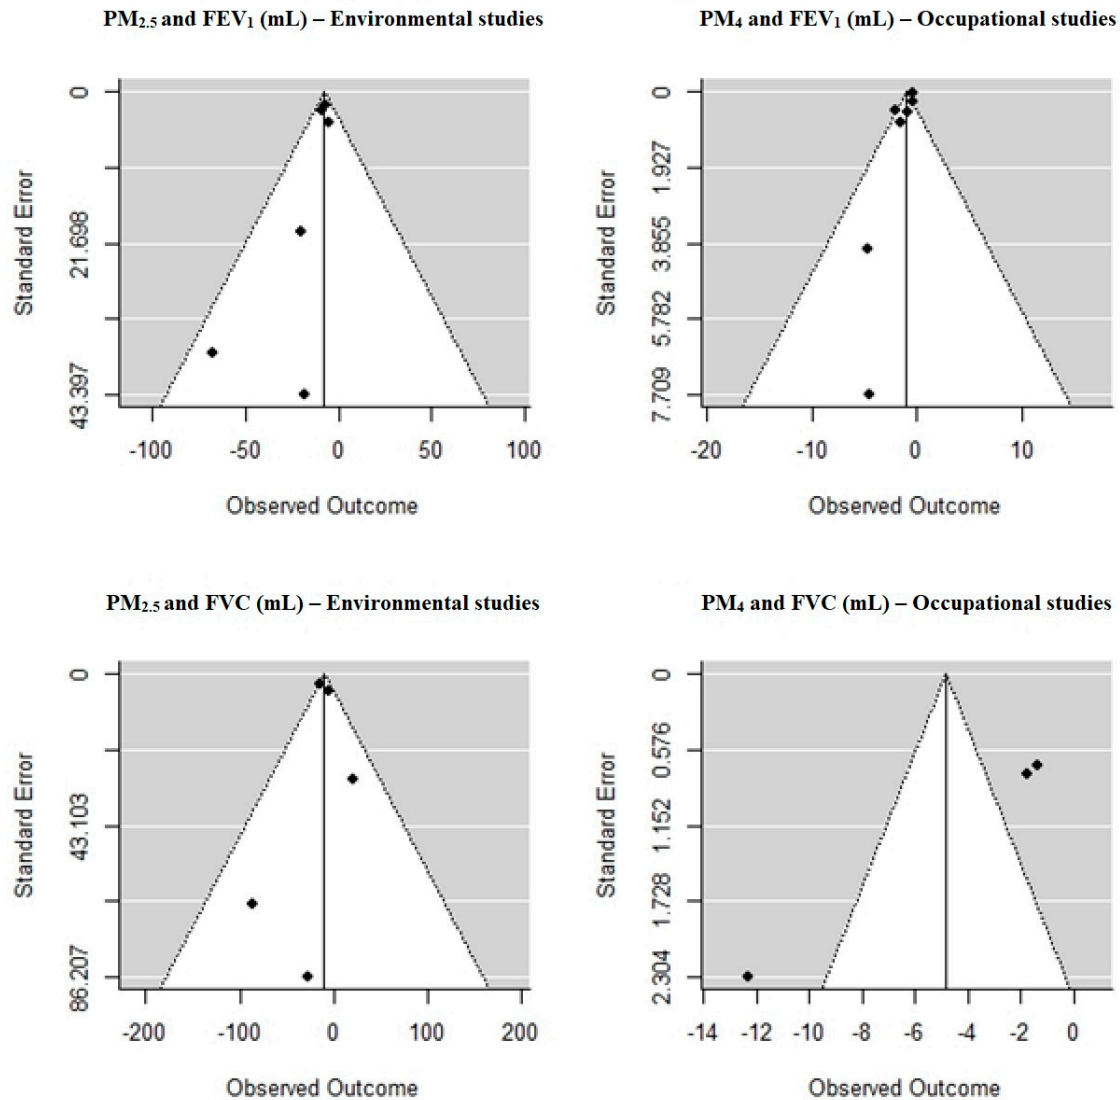 PM2.5 and FEV1 (mL) – Environmental studies
0
21.698
43.397
Standard Error
-100 -50 0 50 100
Observed Outcome
PM4 and FEV1 (mL) – Occupational studies
0
1.927
3.855
5.782
7.709
Standard Error
-20 -10 0 10
Observed Outcome
PM2.5 and FVC (mL) – Environmental studies
0
43.103
86.207
Standard Error
-200 -100 0 100 200
Observed Outcome
PM4 and FVC (mL) – Occupational studies
0
0.576
1.152
1.728
2.304
Standard Error
-14 -12 -10 -8 -6 -4 -2 0
Observed Outcome